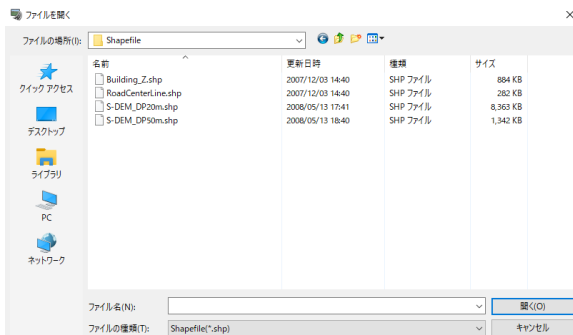 ファイルを開く
ファイルの場所(I): Shapefile
名前 更新日時 種類 サイズ
Building_Z.shp 2007/12/03 14:40 SHP ファイル 884 KB
RoadCenterLine.shp 2007/12/03 14:40 SHP ファイル 282 KB
S-DEM_DP20m.shp 2008/05/13 17:41 SHP ファイル 8,363 KB
S-DEM_DP50m.shp 2008/05/13 18:40 SHP ファイル 1,342 KB
クイック アクセス
デスクトップ
ライブラリ
PC
ネットワーク
ファイル名(N): 開く(O)
ファイルの種類(T): Shapefile(*.shp) キャンセル